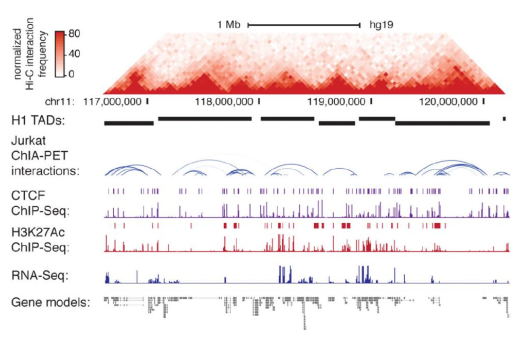 1 Mb hg19
normalized
Hi-C interaction
frequency
80
40
0
chr11: 117,000,000 118,000,000 119,000,000 120,000,000
H1 TADs:
Jurkat
ChIA-PET
interactions:
CTCF
ChIP-Seq:
H3K27Ac
ChIP-Seq:
RNA-Seq:
Gene models: